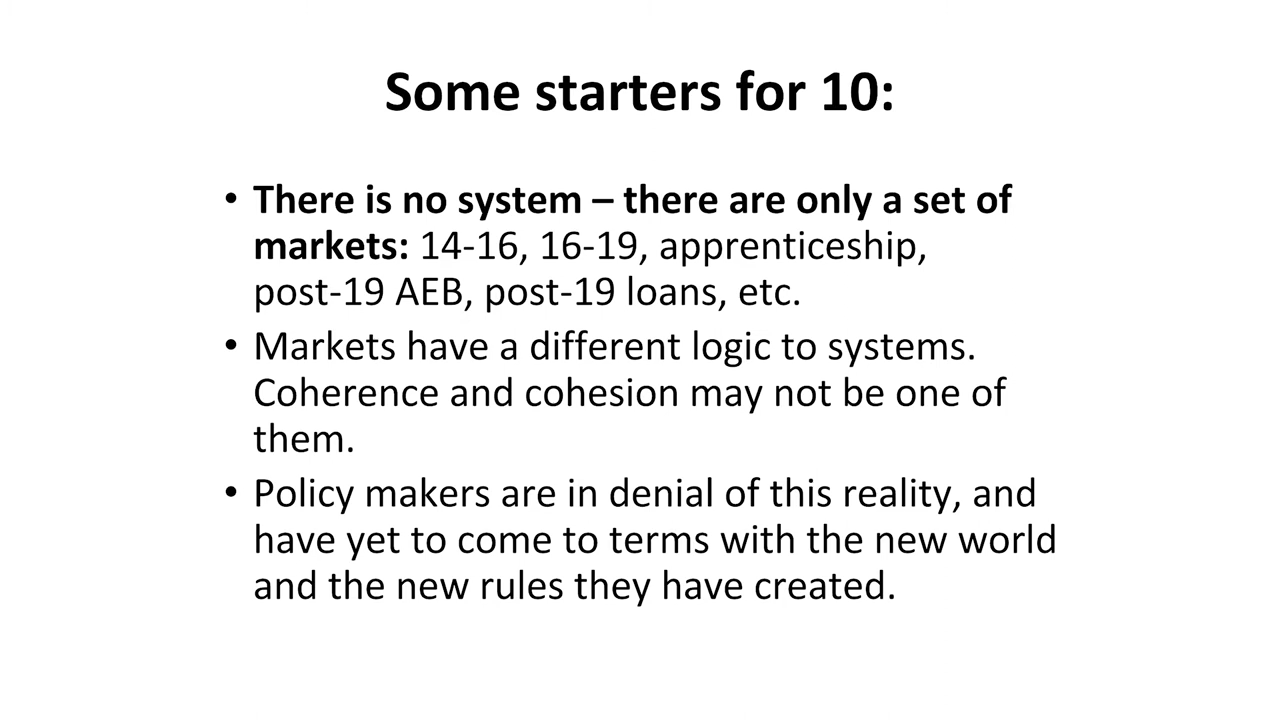 Some starters for 10:
• There is no system – there are only a set of
markets: 14-16, 16-19, apprenticeship,
post-19 AEB, post-19 loans, etc.
• Markets have a different logic to systems.
Coherence and cohesion may not be one of
them.
• Policy makers are in denial of this reality, and
have yet to come to terms with the new world
and the new rules they have created.